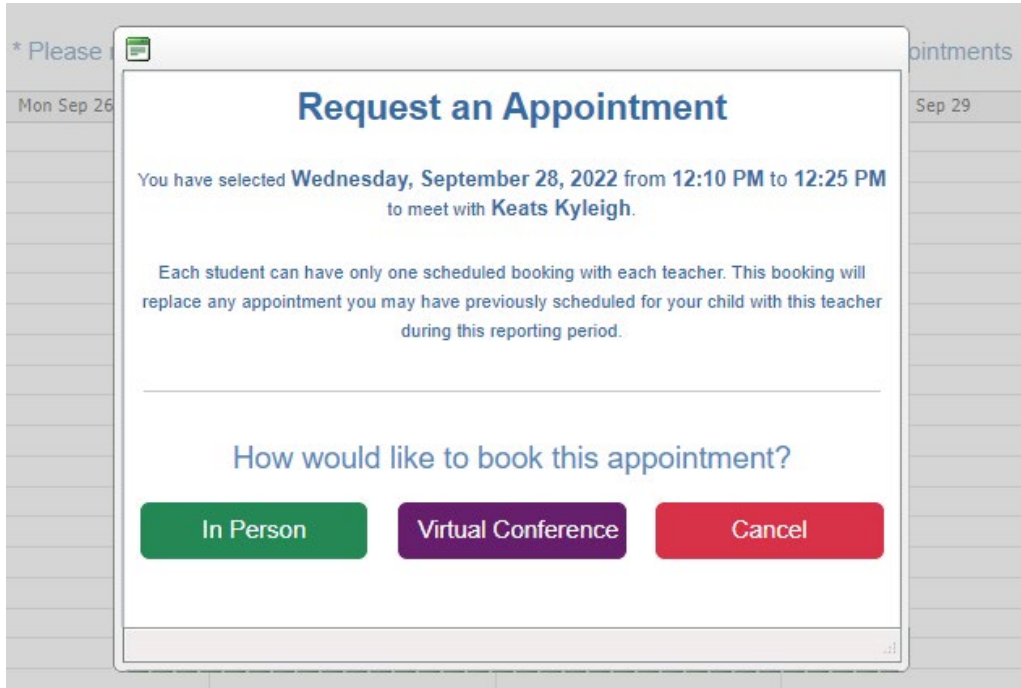 * Please
ointments
Mon Sep 26
Sep 29
Request an Appointment
You have selected Wednesday, September 28, 2022 from 12:10 PM to 12:25 PM
to meet with Keats Kyleigh.
Each student can have only one scheduled booking with each teacher. This booking will
replace any appointment you may have previously scheduled for your child with this teacher
during this reporting period.
How would like to book this appointment?
In Person
Virtual Conference
Cancel